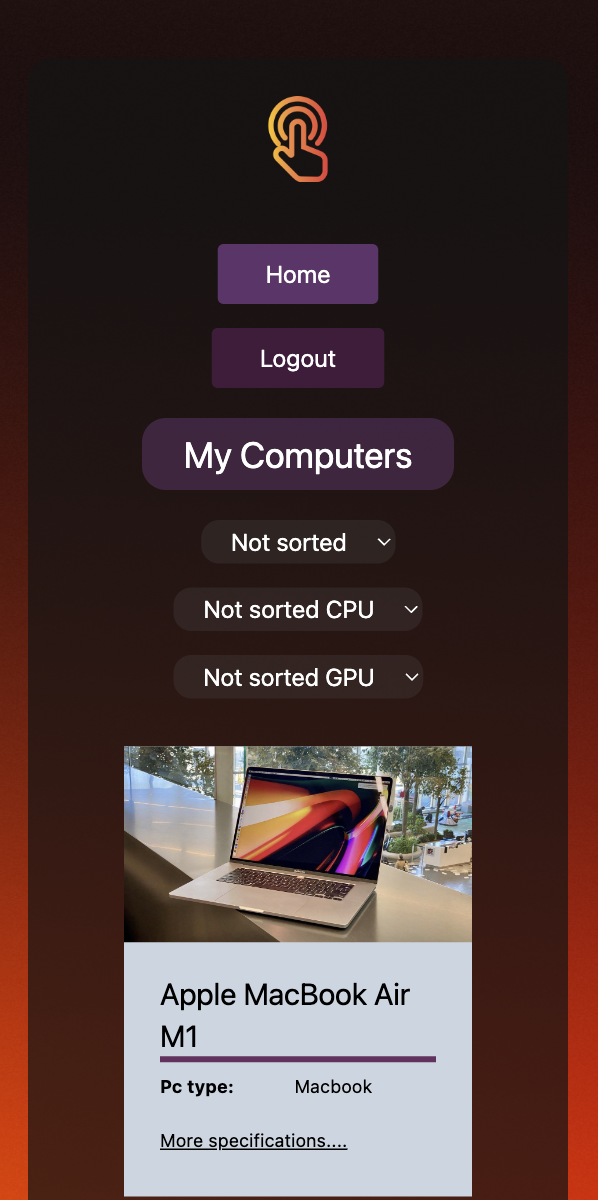 Home
Logout
My Computers
Not sorted
Not sorted CPU
Not sorted GPU
Apple MacBook Air
M1
Pc type: Macbook
More specifications....